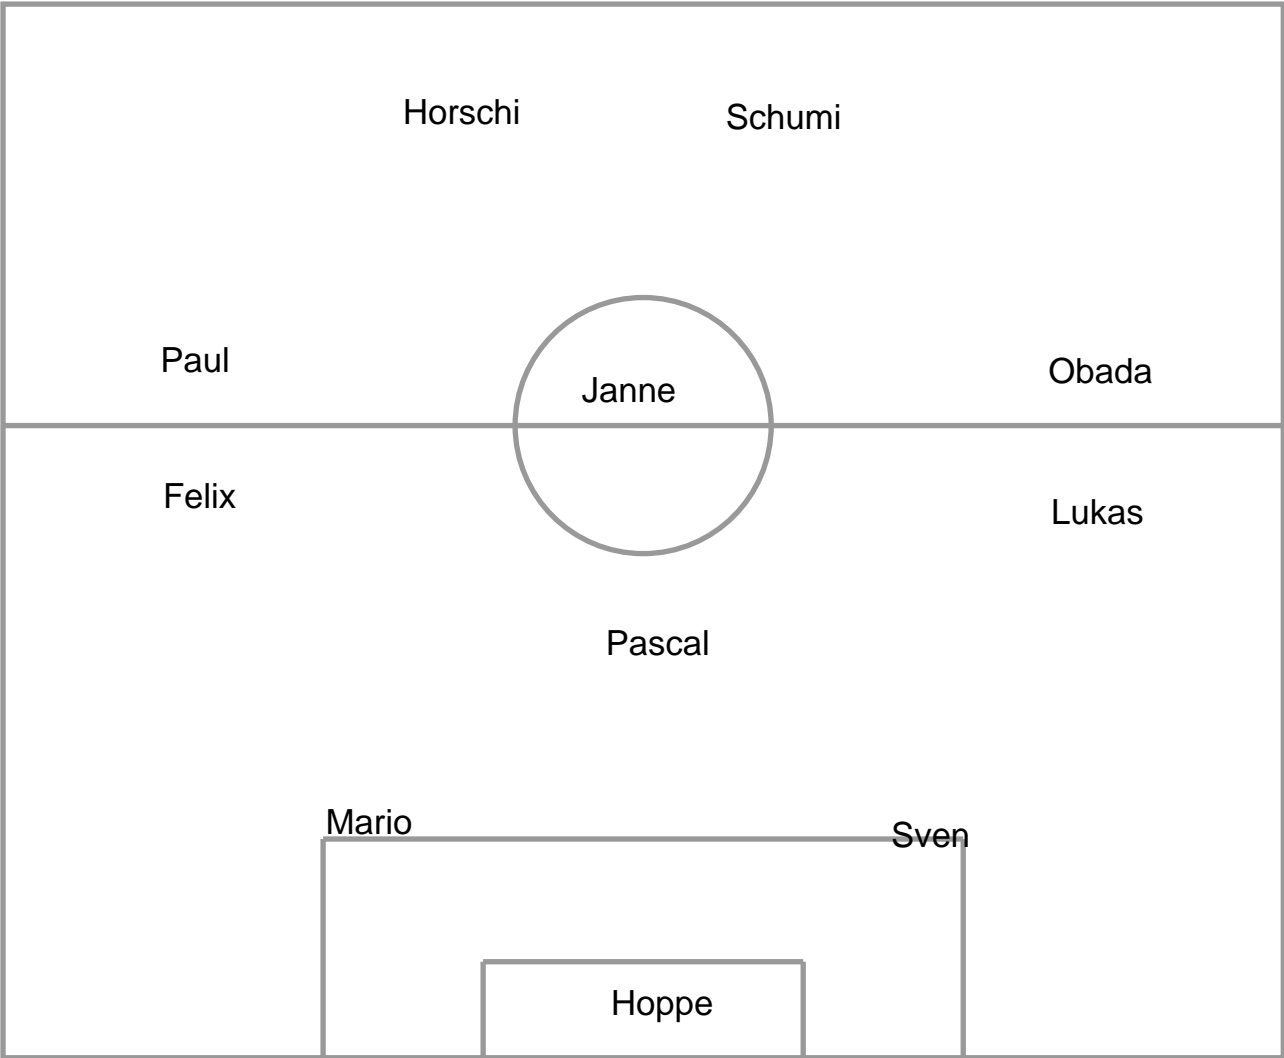 Horschi
Schumi
Paul
Janne
Obada
Felix
Lukas
Pascal
Mario
Sven
Hoppe